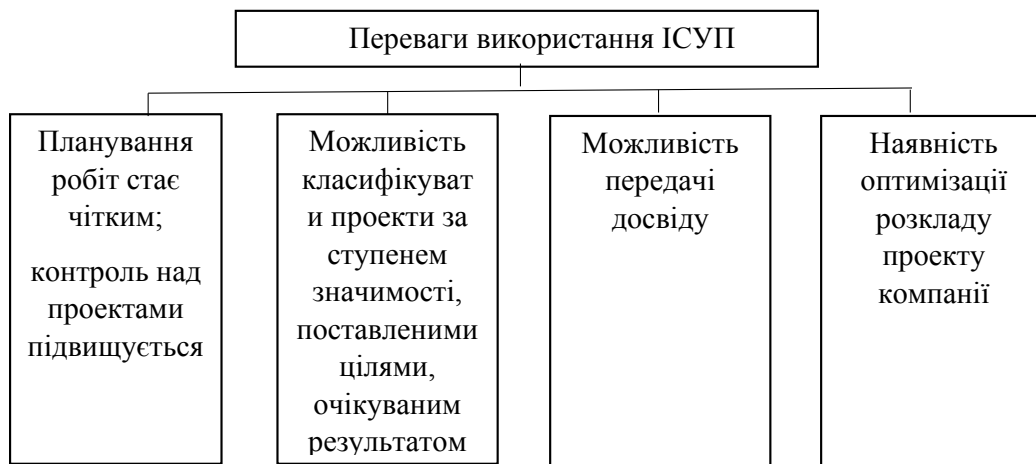 Переваги використання ІСУП
Планування
робіт стає
чітким;
контроль над
проектами
підвищується
Можливість
класифікуват
и проекти за
ступенем
значимості,
поставленими
цілями,
очікуваним
результатом
Можливість
передачі
досвіду
Наявність
оптимізації
розкладу
проекту
компанії